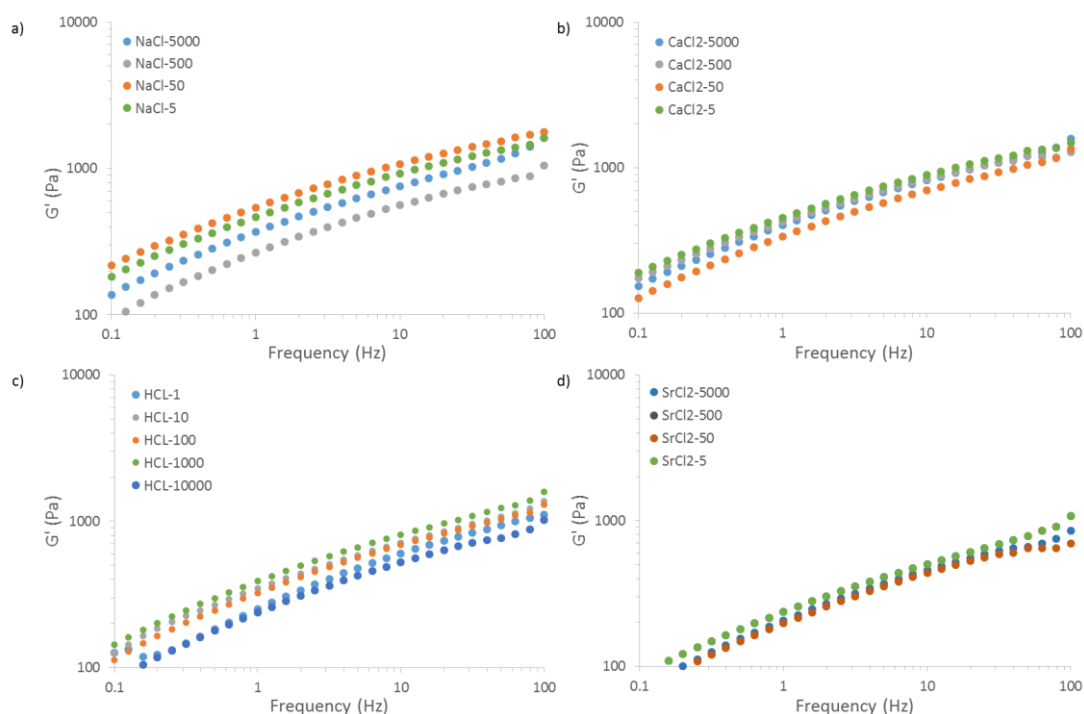 a)
10000
NaCl-5000
NaCl-500
NaCl-50
NaCl-5
1000
G' (Pa)
100
0.1 1 10 100
Frequency (Hz)
b)
10000
CaCl2-5000
CaCl2-500
CaCl2-50
CaCl2-5
1000
G' (Pa)
100
0.1 1 10 100
Frequency (Hz)
c)
10000
HCL-1
HCL-10
HCL-100
HCL-1000
HCL-10000
1000
G' (Pa)
100
0.1 1 10 100
Frequency (Hz)
d)
10000
SrCl2-5000
SrCl2-500
SrCl2-50
SrCl2-5
1000
G' (Pa)
100
0.1 1 10 100
Frequency (Hz)